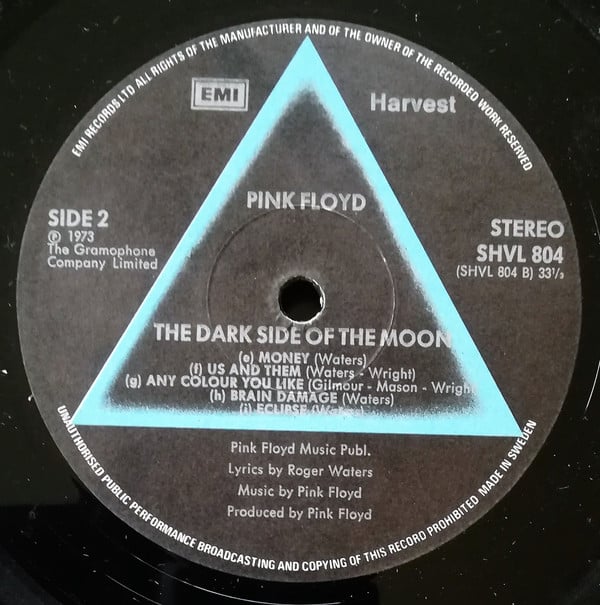 EMI RECORDS LTD ALL RIGHTS OF THE MANUFACTURER AND OF THE OWNER OF THE RECORDED WORK RESERVED
EMI
Harvest
PINK FLOYD
SIDE 2
℗ 1973
The Gramophone
Company Limited
STEREO
SHVL 804
(SHVL 804 B) 33⅓
THE DARK SIDE OF THE MOON
(e) MONEY (Waters)
(f) US AND THEM (Waters - Wright)
(g) ANY COLOUR YOU LIKE (Gilmour - Mason - Wright
(h) BRAIN DAMAGE (Waters)
(i) ECLIPSE (Waters)
Pink Floyd Music Publ.
Lyrics by Roger Waters
Music by Pink Floyd
Produced by Pink Floyd
UNAUTHORISED PUBLIC PERFORMANCE BROADCASTING AND COPYING OF THIS RECORD PROHIBITED MADE IN SWEDEN